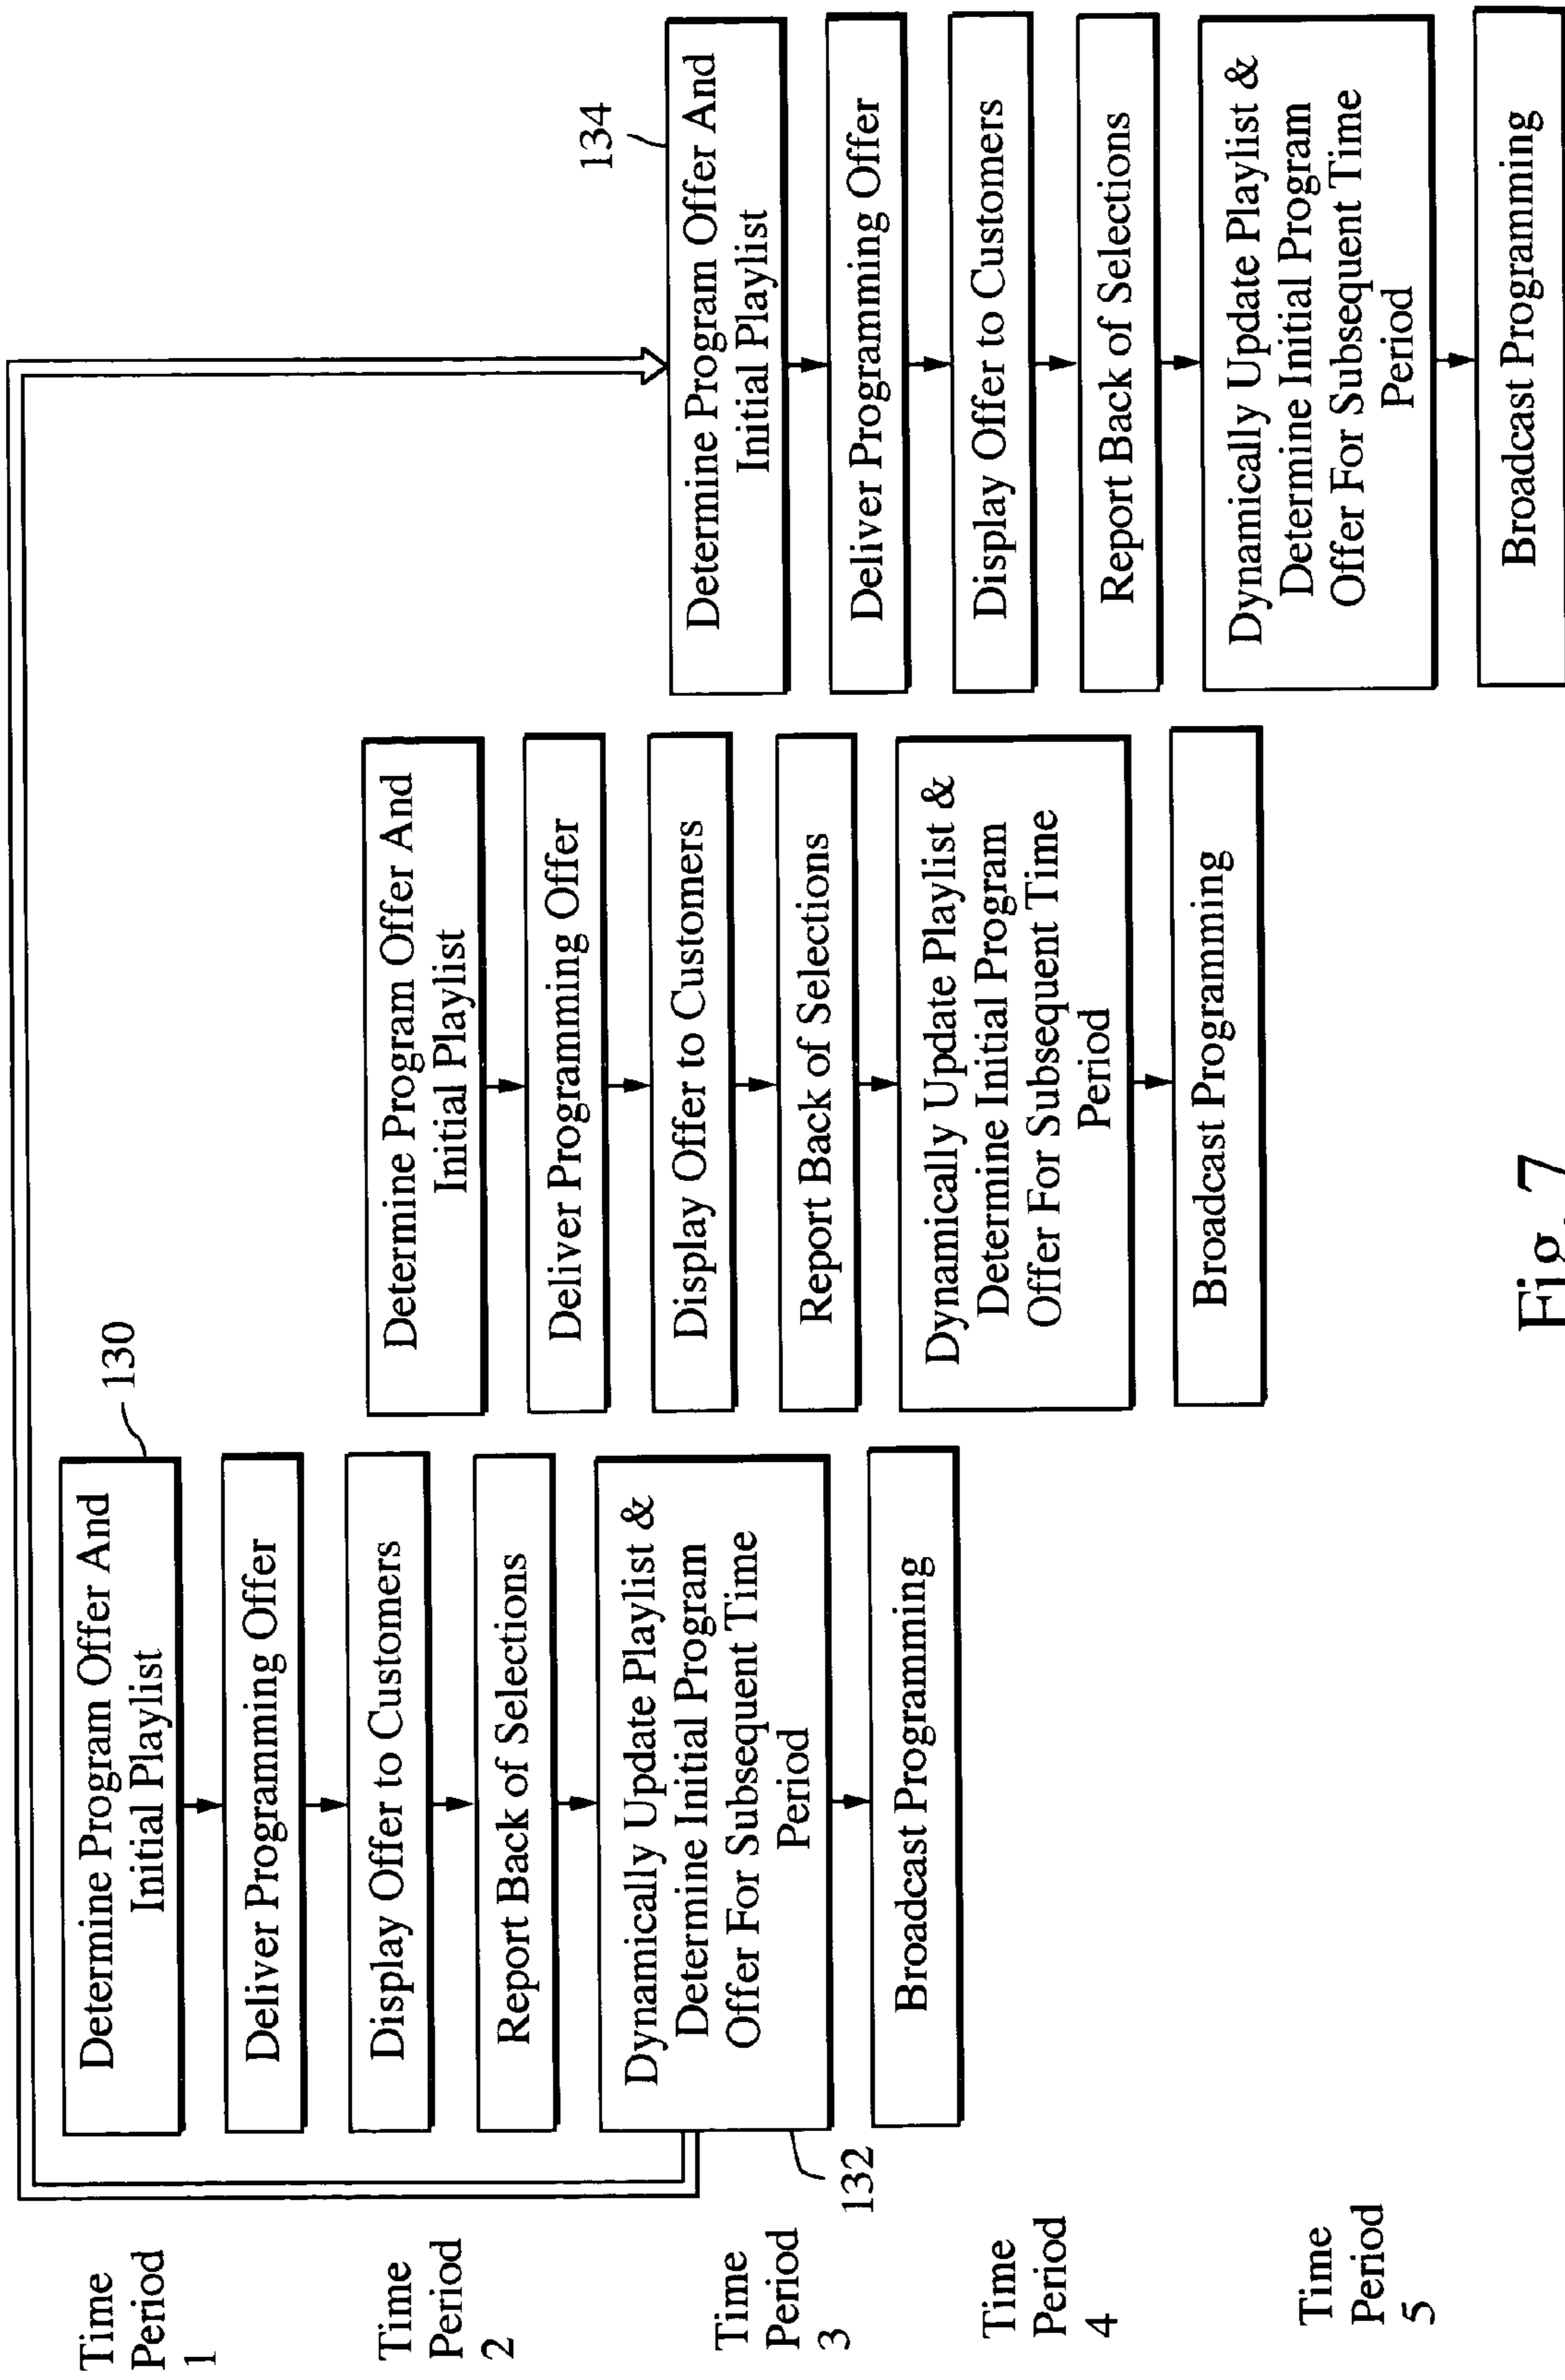 Time
Period
1
Time
Period
2
Time
Period
3
Time
Period
4
Time
Period
5
130
Determine Program Offer And
Initial Playlist
Deliver Programming Offer
Display Offer to Customers
Report Back of Selections
132
Dynamically Update Playlist &
Determine Initial Program
Offer For Subsequent Time
Period
Broadcast Programming
Determine Program Offer And
Initial Playlist
Deliver Programming Offer
Display Offer to Customers
Report Back of Selections
Dynamically Update Playlist &
Determine Initial Program
Offer For Subsequent Time
Period
Broadcast Programming
134
Determine Program Offer And
Initial Playlist
Deliver Programming Offer
Display Offer to Customers
Report Back of Selections
Dynamically Update Playlist &
Determine Initial Program
Offer For Subsequent Time
Period
Broadcast Programming
Fig. 7